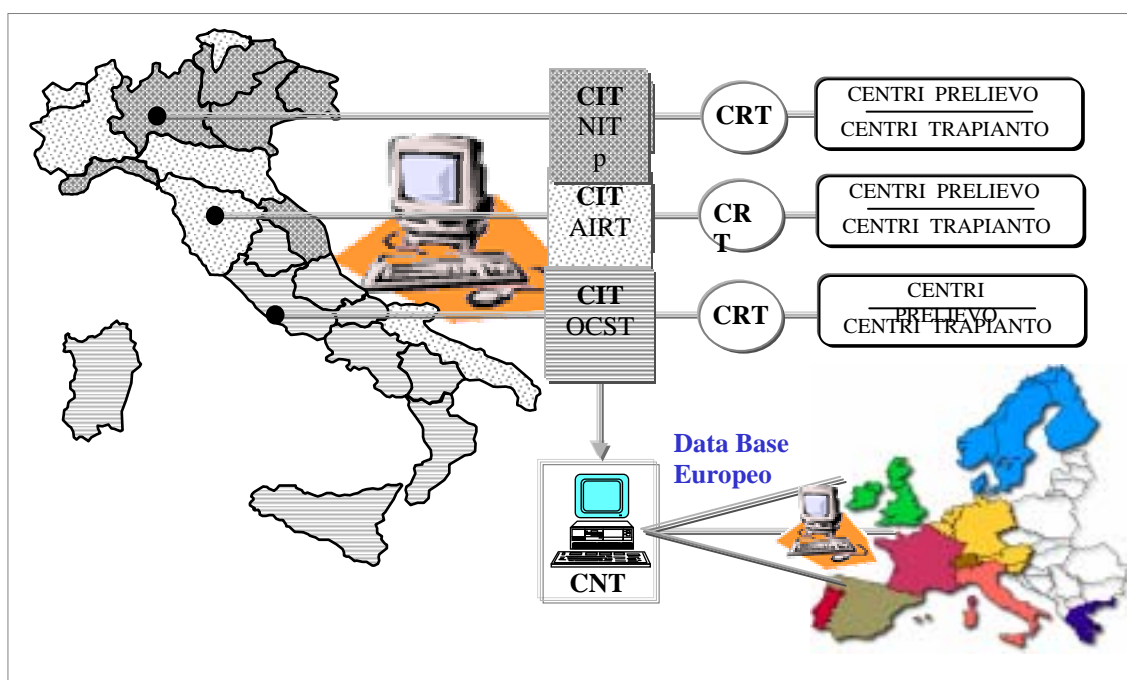 CIT
NIT
p
CRT
CENTRI PRELIEVO
CENTRI TRAPIANTO
CIT
AIRT
CR
T
CENTRI PRELIEVO
CENTRI TRAPIANTO
CIT
OCST
CRT
CENTRI
PRELIEVO
CENTRI TRAPIANTO
Data Base
Europeo
CNT